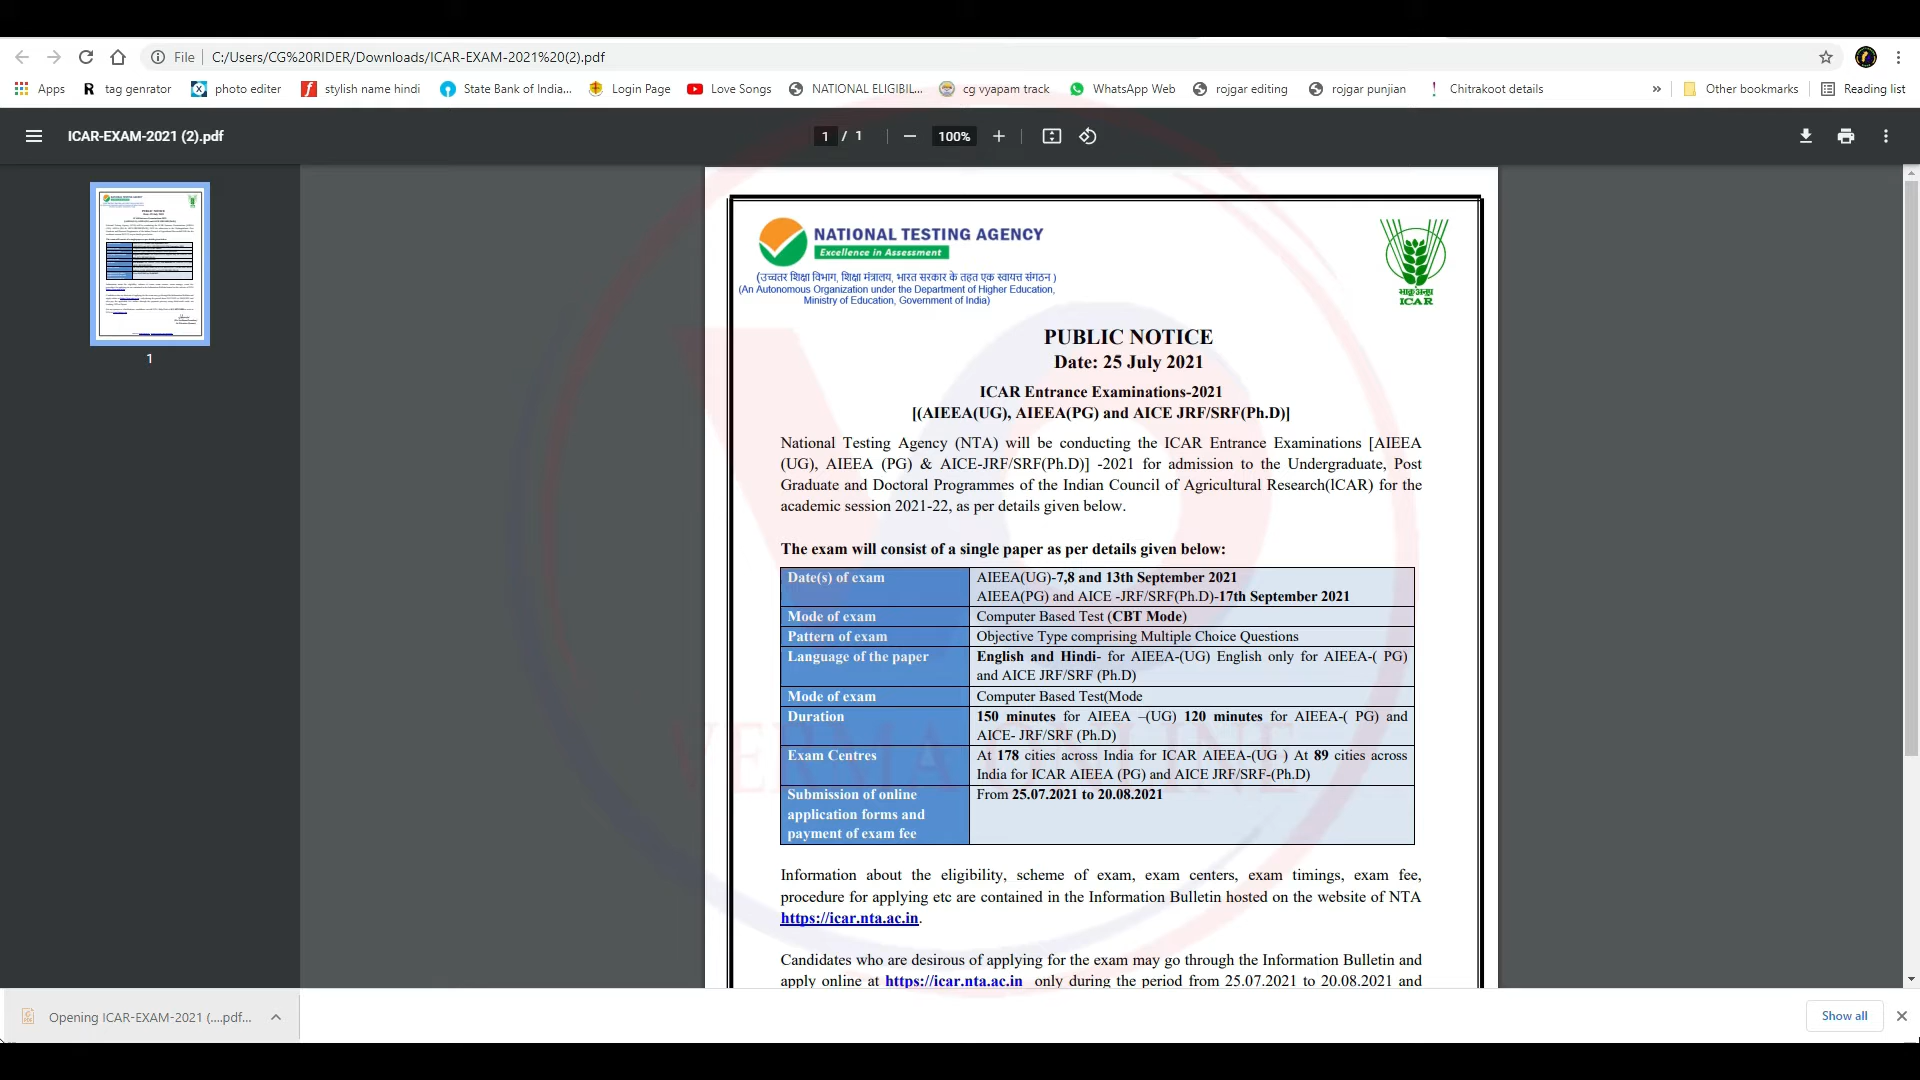 File
C:/Users/CG%20RIDER/Downloads/ICAR-EXAM-2021%20(2).pdf
Apps
R tag genrator
photo editer
f stylish name hindi
State Bank of India...
Login Page
Love Songs
NATIONAL ELIGIBIL...
cg vyapam track
WhatsApp Web
rojgar editing
rojgar punjian
! Chitrakoot details
»
Other bookmarks
Reading list
ICAR-EXAM-2021 (2).pdf
1 / 1
100%
1
NATIONAL TESTING AGENCY
Excellence in Assessment
(उच्चतर शिक्षा विभाग, शिक्षा मंत्रालय, भारत सरकार के तहत एक स्वायत्त संगठन )
(An Autonomous Organization under the Department of Higher Education,
Ministry of Education, Government of India)
भाकृअनुप
ICAR
PUBLIC NOTICE
Date: 25 July 2021
ICAR Entrance Examinations-2021
[(AIEEA(UG), AIEEA(PG) and AICE JRF/SRF(Ph.D)]
National Testing Agency (NTA) will be conducting the ICAR Entrance Examinations [AIEEA
(UG), AIEEA (PG) & AICE-JRF/SRF(Ph.D)] -2021 for admission to the Undergraduate, Post
Graduate and Doctoral Programmes of the Indian Council of Agricultural Research(ICAR) for the
academic session 2021-22, as per details given below.
The exam will consist of a single paper as per details given below:
Date(s) of exam
AIEEA(UG)-7,8 and 13th September 2021
AIEEA(PG) and AICE -JRF/SRF(Ph.D)-17th September 2021
Mode of exam
Computer Based Test (CBT Mode)
Pattern of exam
Objective Type comprising Multiple Choice Questions
Language of the paper
English and Hindi- for AIEEA-(UG) English only for AIEEA-( PG)
and AICE JRF/SRF (Ph.D)
Mode of exam
Computer Based Test(Mode
Duration
150 minutes for AIEEA –(UG) 120 minutes for AIEEA-( PG) and
AICE- JRF/SRF (Ph.D)
Exam Centres
At 178 cities across India for ICAR AIEEA-(UG ) At 89 cities across
India for ICAR AIEEA (PG) and AICE JRF/SRF-(Ph.D)
Submission of online
application forms and
payment of exam fee
From 25.07.2021 to 20.08.2021
VERMA ONLINE
Information about the eligibility, scheme of exam, exam centers, exam timings, exam fee,
procedure for applying etc are contained in the Information Bulletin hosted on the website of NTA
https://icar.nta.ac.in.
Candidates who are desirous of applying for the exam may go through the Information Bulletin and
apply online at https://icar.nta.ac.in only during the period from 25.07.2021 to 20.08.2021 and
Opening ICAR-EXAM-2021 (....pdf...
Show all